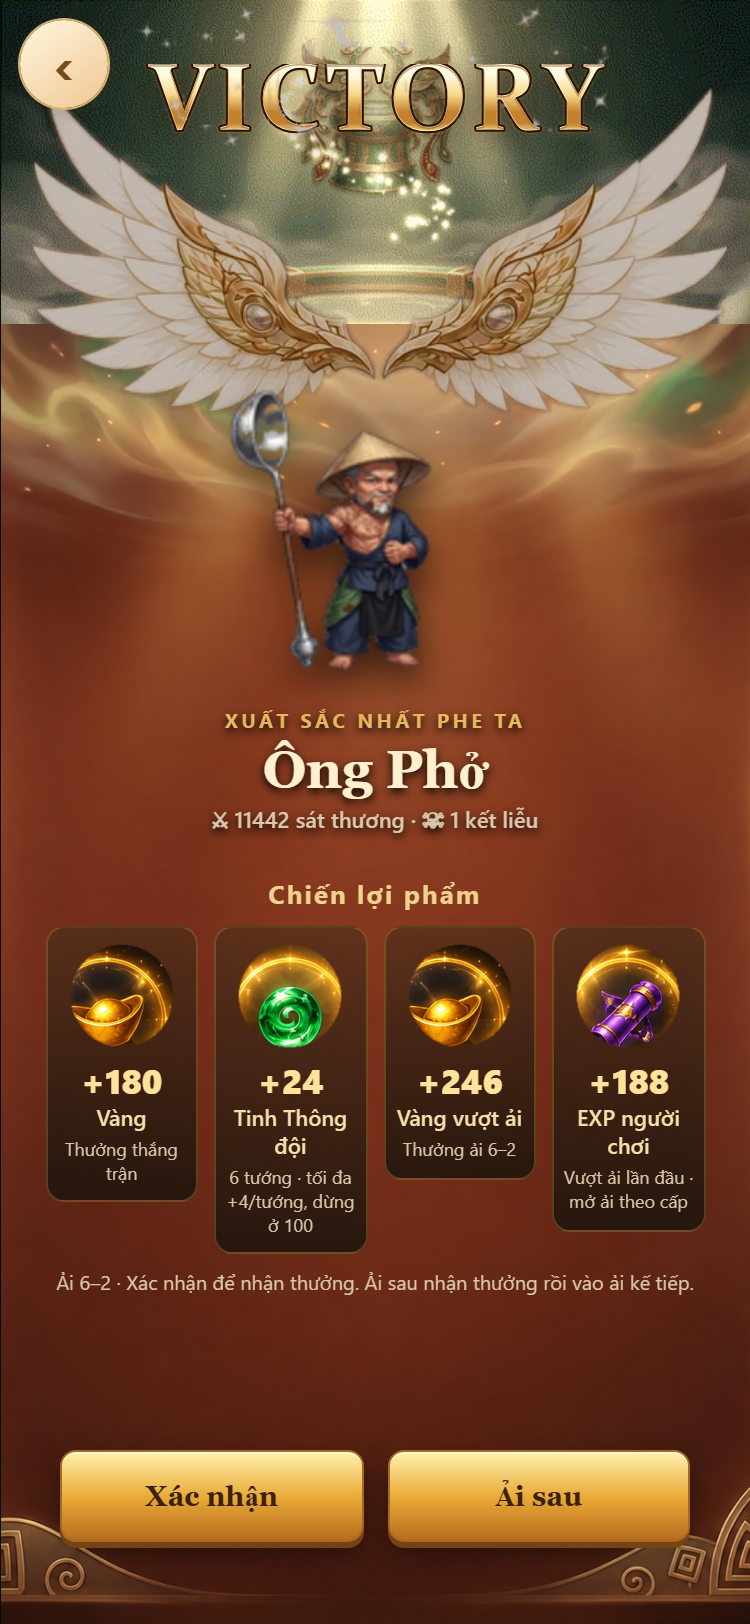 VICTORY
XUẤT SẮC NHẤT PHE TA
Ông Phở
11442 sát thương · 1 kết liễu
Chiến lợi phẩm
+180
Vàng
Thưởng thắng
trận
+24
Tinh Thông
đội
6 tướng · tối đa
+4/tướng, dừng
ở 100
+246
Vàng vượt ải
Thưởng ải 6–2
+188
EXP người
chơi
Vượt ải lần đầu ·
mở ải theo cấp
Ải 6–2 · Xác nhận để nhận thưởng. Ải sau nhận thưởng rồi vào ải kế tiếp.
Xác nhận
Ải sau